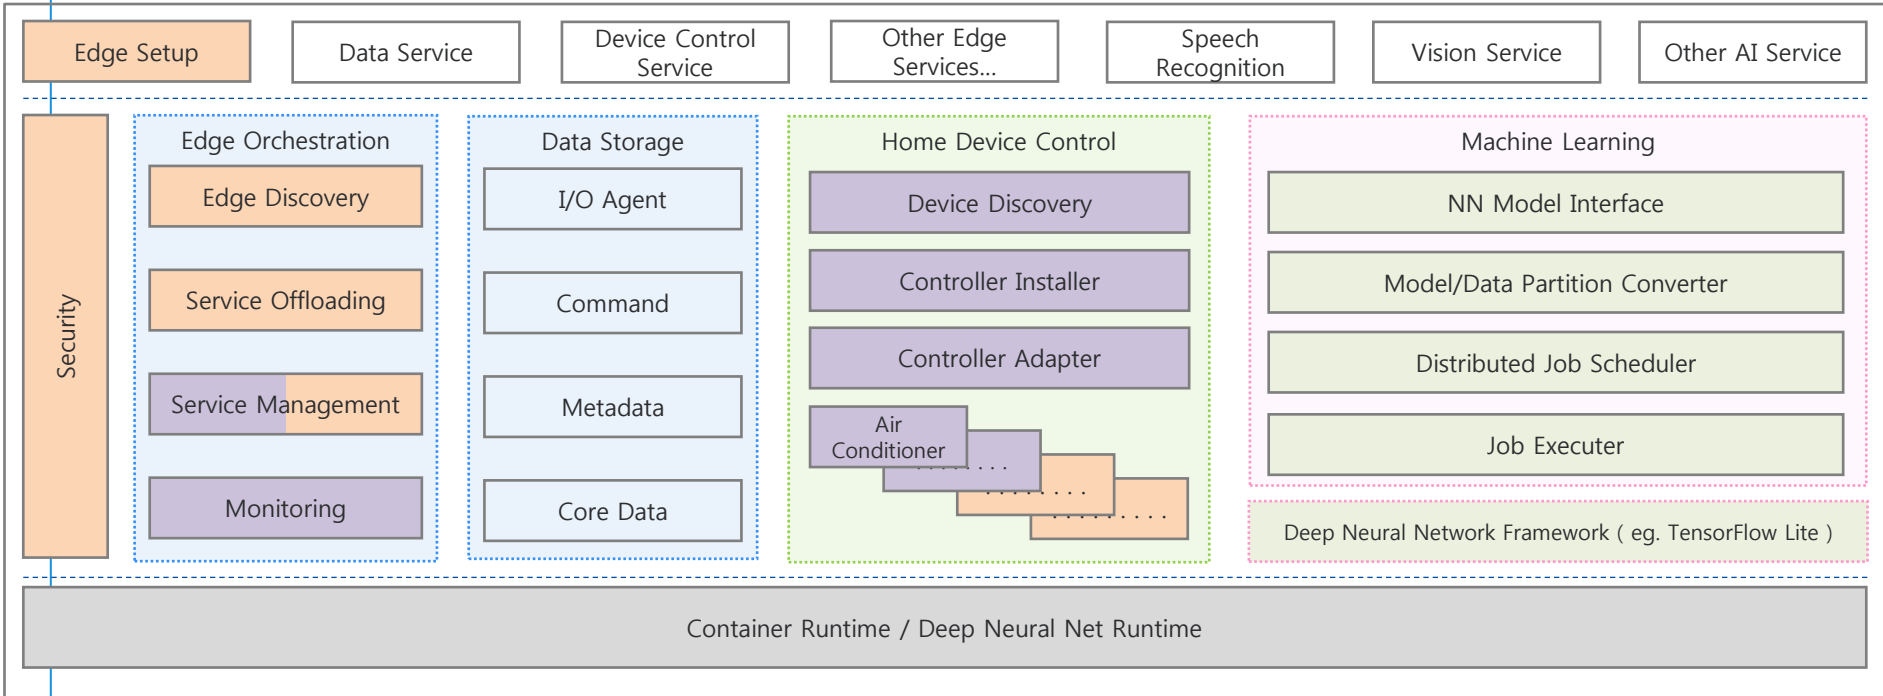 Edge Setup
Data Service
Device Control
Service
Other Edge
Services...
Speech
Recognition
Vision Service
Other AI Service
Security
Edge Orchestration
Edge Discovery
Service Offloading
Service Management
Monitoring
Data Storage
I/O Agent
Command
Metadata
Core Data
Home Device Control
Device Discovery
Controller Installer
Controller Adapter
Air
Conditioner
. . . . . . . .
. . . . . . . .
. . . . . . . . .
Machine Learning
NN Model Interface
Model/Data Partition Converter
Distributed Job Scheduler
Job Executer
Deep Neural Network Framework ( eg. TensorFlow Lite )
Container Runtime / Deep Neural Net Runtime